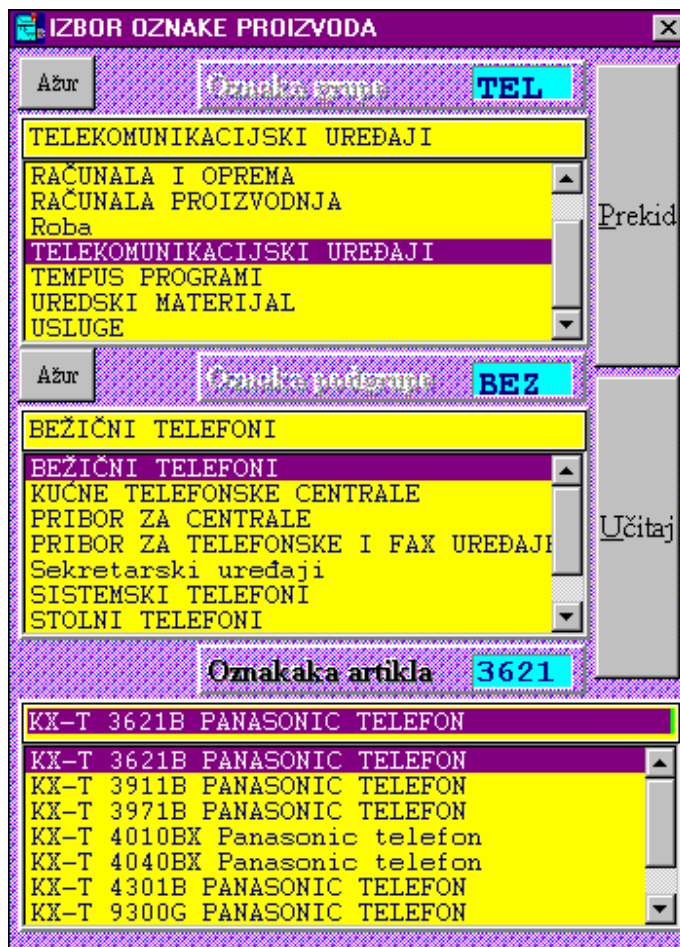 IZBOR OZNAKE PROIZVODA
Ažur
Oznaka grupe
TEL
TELEKOMUNIKACIJSKI UREĐAJI
RAČUNALA I OPREMA
RAČUNALA PROIZVODNJA
Roba
TELEKOMUNIKACIJSKI UREĐAJI
TEMPUS PROGRAMI
UREDSKI MATERIJAL
USLUGE
Prekid
Ažur
Oznaka podgrupe
BEZ
BEŽIČNI TELEFONI
BEŽIČNI TELEFONI
KUĆNE TELEFONSKE CENTRALE
PRIBOR ZA CENTRALE
PRIBOR ZA TELEFONSKE I FAX UREĐAJE
Sekretarski uređaji
SISTEMSKI TELEFONI
STOLNI TELEFONI
Učitaj
Oznakaka artikla
3621
KX-T 3621B PANASONIC TELEFON
KX-T 3621B PANASONIC TELEFON
KX-T 3911B PANASONIC TELEFON
KX-T 3971B PANASONIC TELEFON
KX-T 4010BX Panasonic telefon
KX-T 4040BX Panasonic telefon
KX-T 4301B PANASONIC TELEFON
KX-T 9300G PANASONIC TELEFON